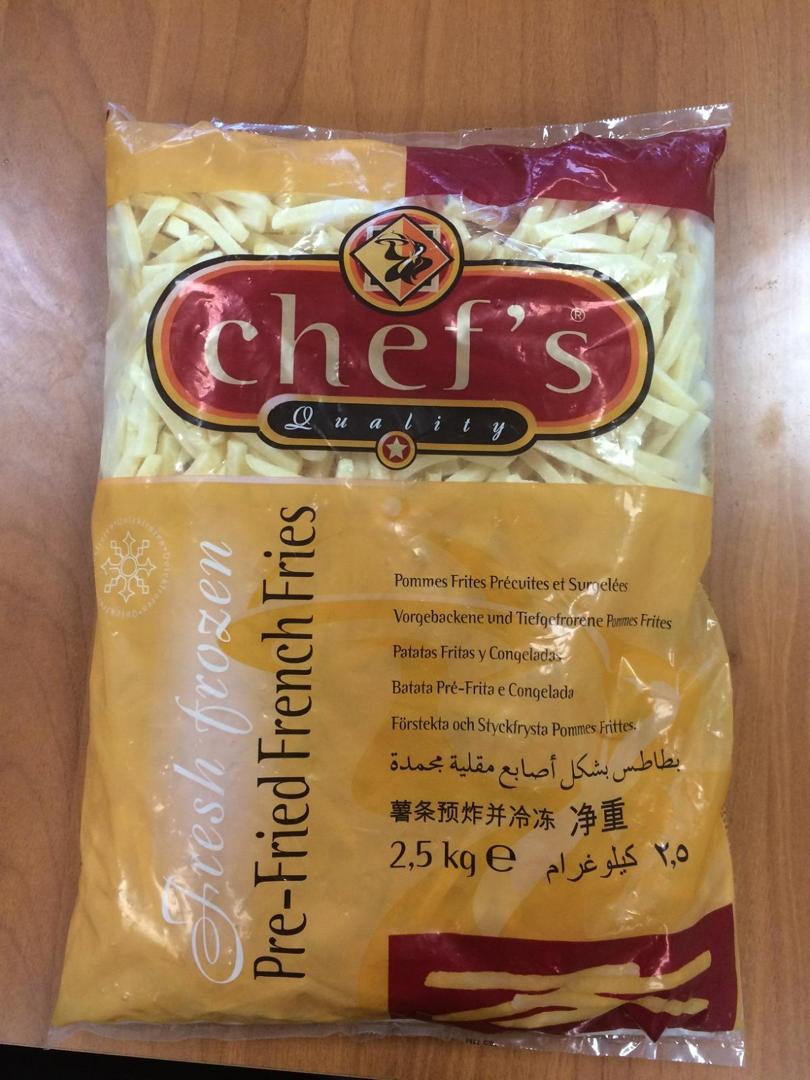 chef's®
Quality
Fresh frozen
Pre-Fried French Fries
Pommes Frites Précuites et Surgelées
Vorgebackene und Tiefgefrorene Pommes Frites
Patatas Fritas y Congeladas
Batata Pré-Frita e Congelada
Förstekta och Styckfrysta Pommes Frittes.
بطاطس بشكل أصابع مقلية مجمدة
薯条预炸并冷冻 净重
2,5 kg ℮ ٢,٥ كيلو غرام